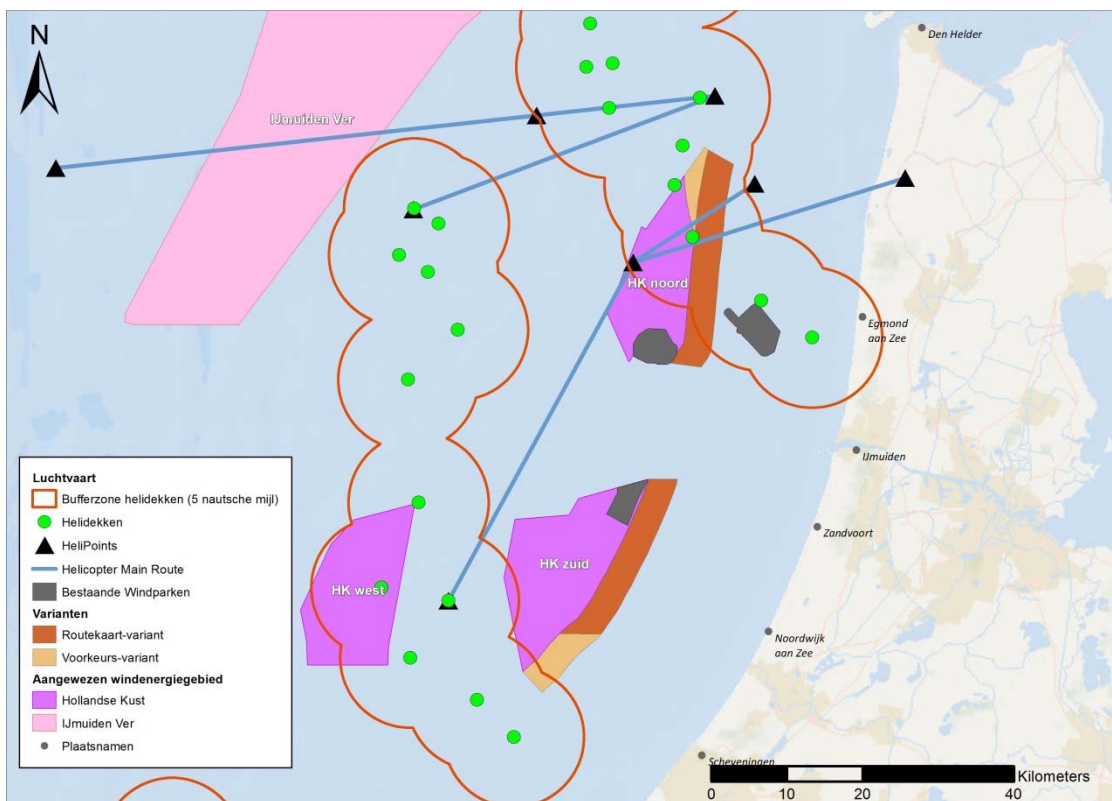 N
Den Helder
IJmuiden Ver
HK noord
Egmond
aan Zee
IJmuiden
Zandvoort
HK zuid
HK west
Noordwijk
aan Zee
Scheveningen
Luchtvaart
Bufferzone helidekken (5 nautsche mijl)
Helidekken
HeliPoints
Helicopter Main Route
Bestaande Windparken
Varianten
Routekaart-variant
Voorkeurs-variant
Aangewezen windenergiegebied
Hollandse Kust
IJmuiden Ver
Plaatsnamen
Kilometers
0 10 20 40